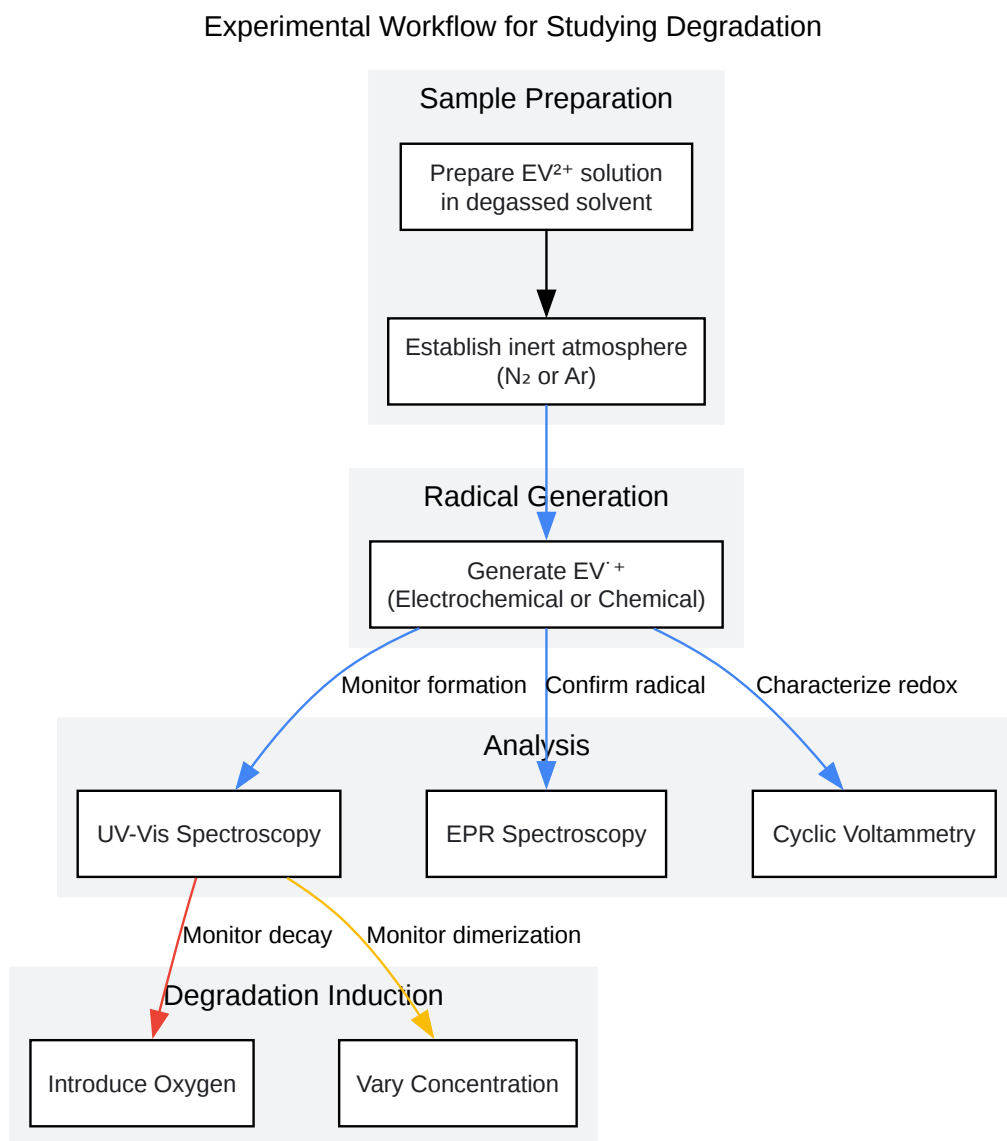 Experimental Workflow for Studying Degradation
Sample Preparation
Prepare EV²⁺ solution
in degassed solvent
Establish inert atmosphere
(N₂ or Ar)
Radical Generation
Generate EV˙⁺
(Electrochemical or Chemical)
Monitor formation
Confirm radical
Characterize redox
Analysis
UV-Vis Spectroscopy
EPR Spectroscopy
Cyclic Voltammetry
Monitor decay
Monitor dimerization
Degradation Induction
Introduce Oxygen
Vary Concentration